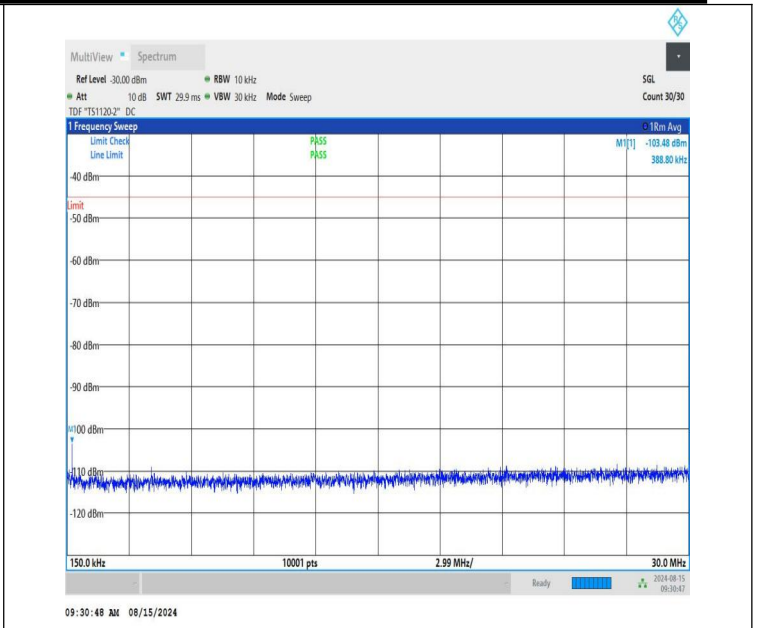 MultiView Spectrum
Ref Level -30.00 dBm RBW 10 kHz SGL
Att 10 dB SWT 29.9 ms VBW 30 kHz Mode Sweep Count 30/30
TDF "TS1120-2" DC
1 Frequency Sweep 1Rm Avg
Limit Check PASS M1[1] -103.48 dBm
Line Limit PASS 388.80 kHz
-40 dBm
Limit
-50 dBm
-60 dBm
-70 dBm
-80 dBm
-90 dBm
M1
-100 dBm
-110 dBm
-120 dBm
150.0 kHz 10001 pts 2.99 MHz/ 30.0 MHz
Ready 2024-08-15
09:30:47
09:30:48 AM 08/15/2024